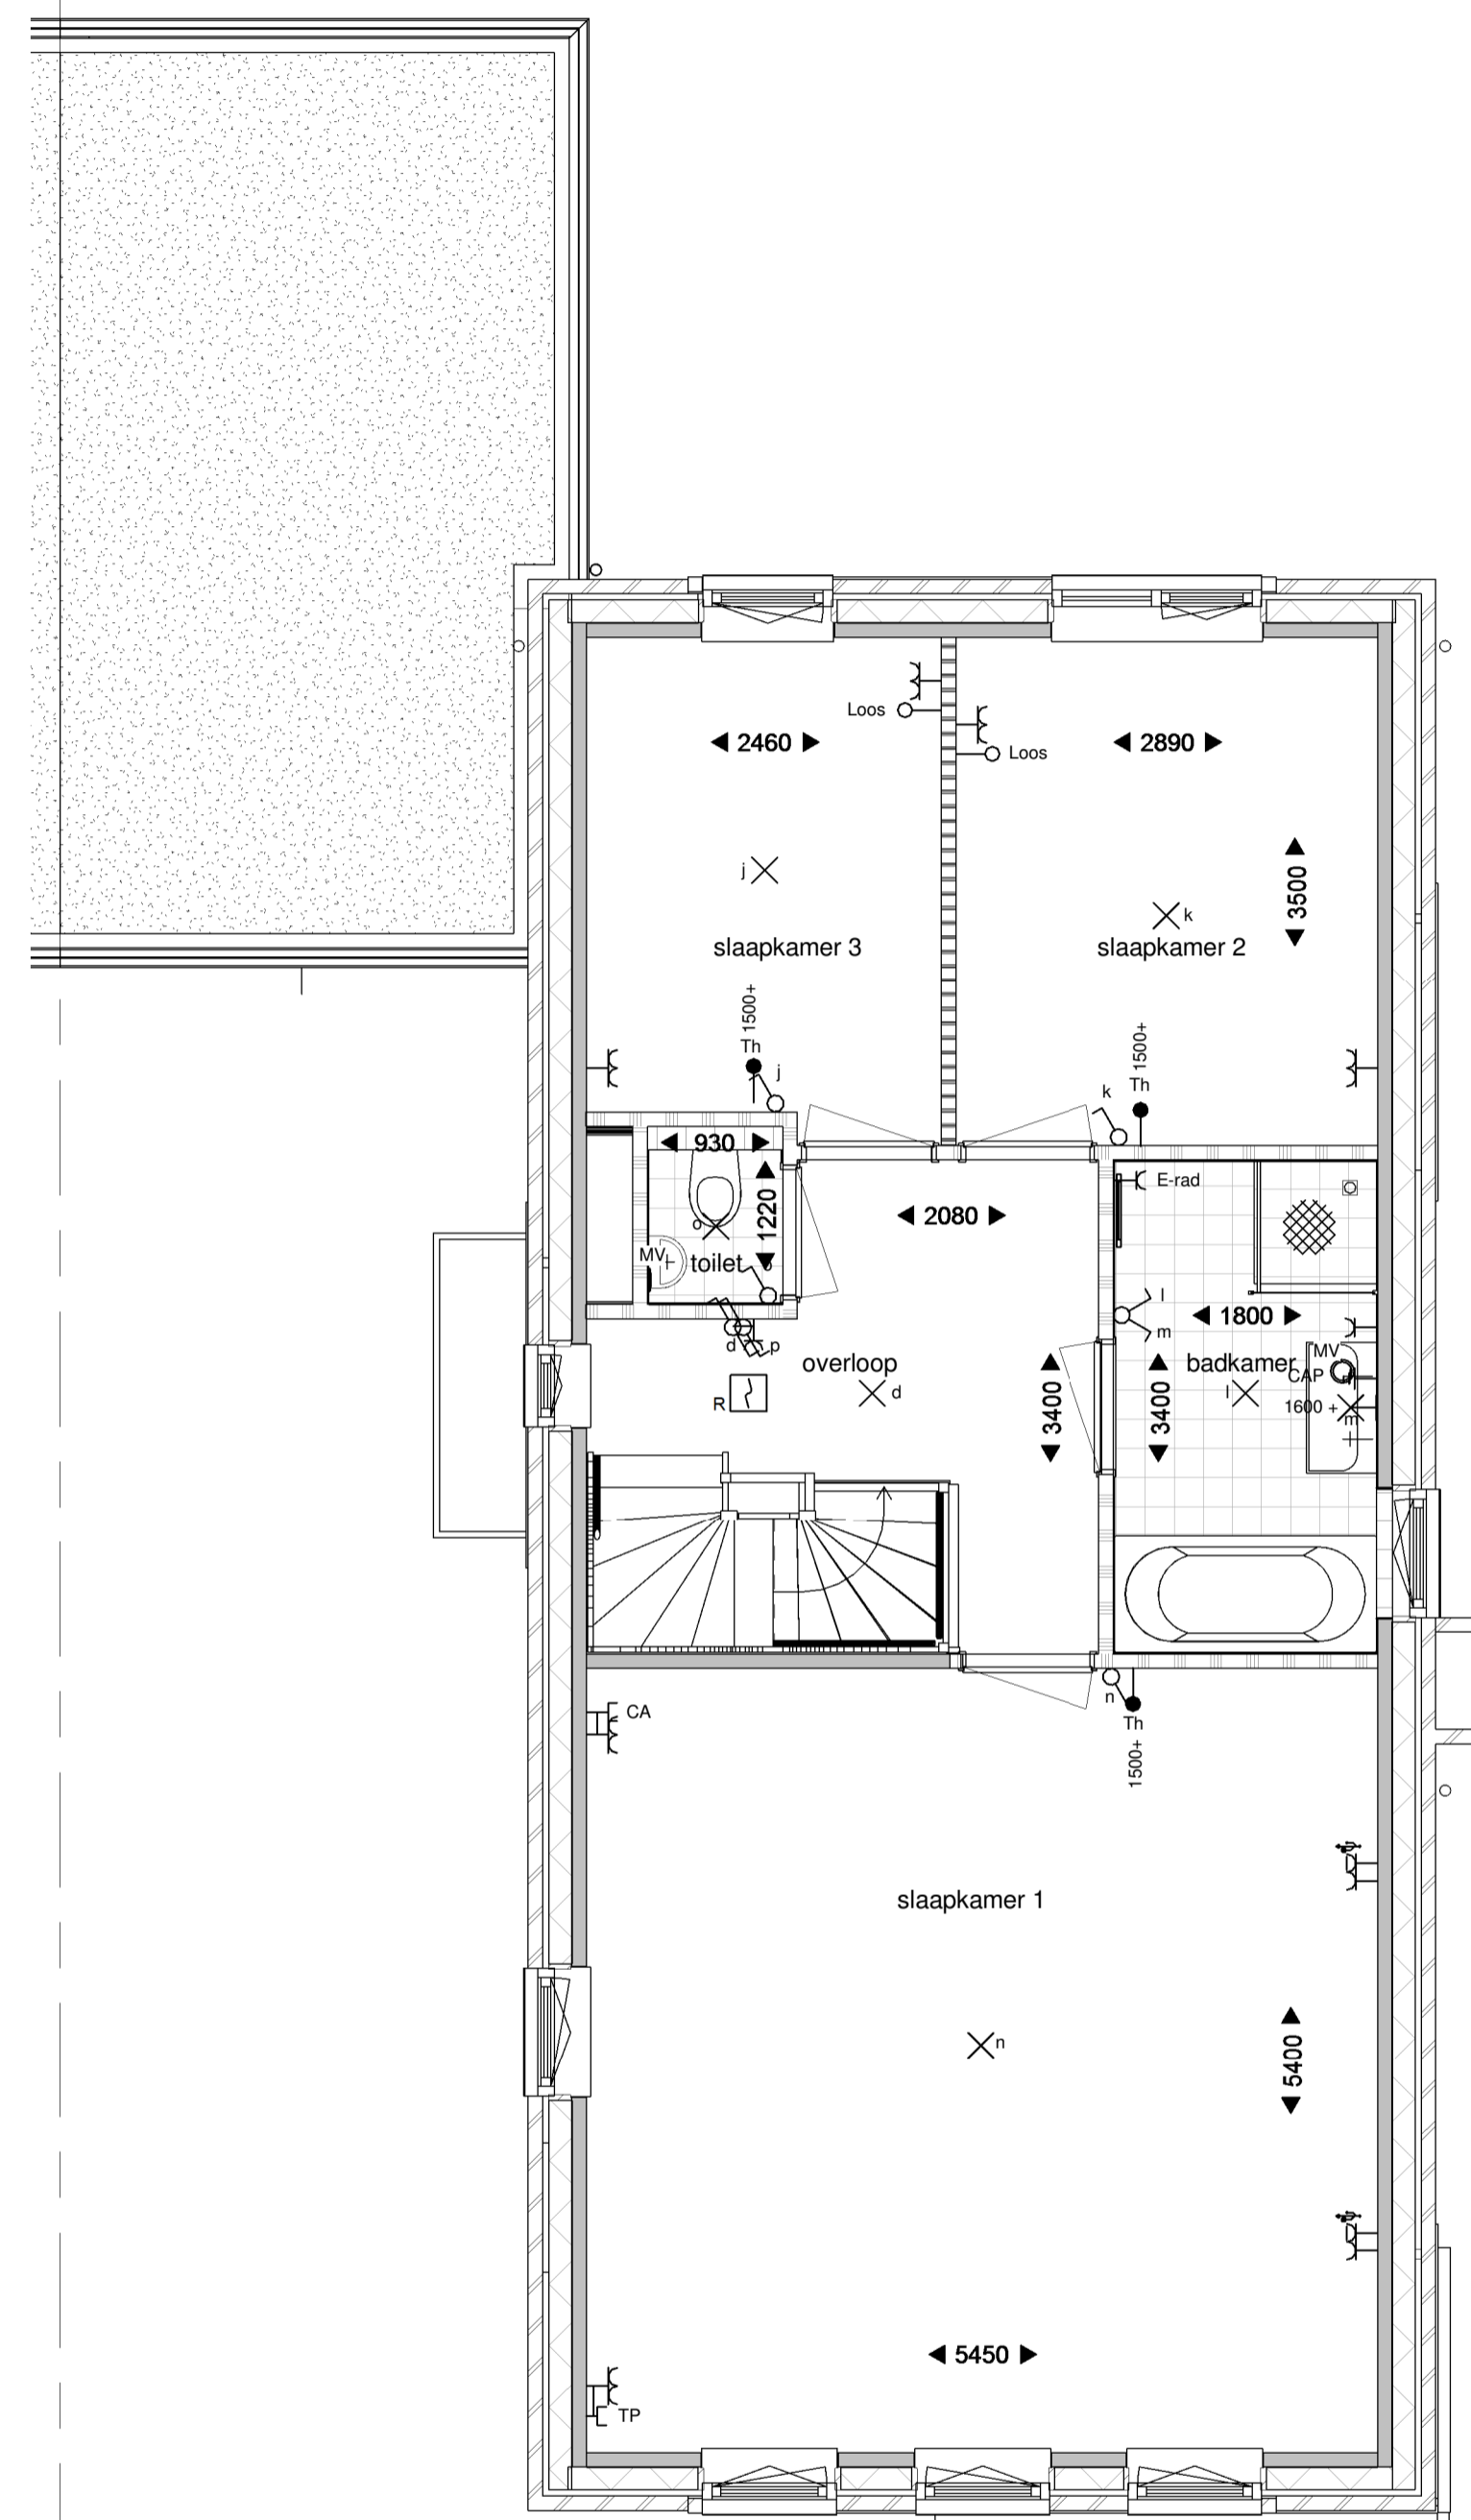 Loos
2460
2890
Loos
3500
j
k
slaapkamer 3
slaapkamer 2
1500+
Th
j
1500+
Th
k
930
1220
E-rad
2080
o
MV
toilet
o
l
m
1800
d
p
overloop
badkamer
MV
CAP
R
d
3400
3400
l
1600 +
m
n
Th
1500+
CA
slaapkamer 1
n
5400
5450
TP